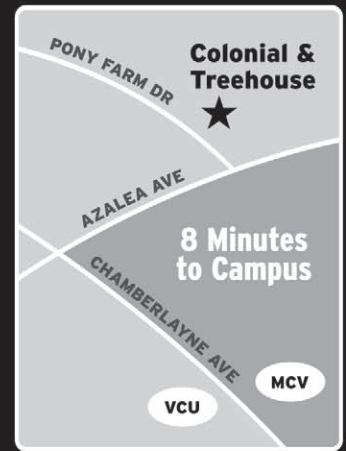 PONY FARM DR
Colonial &
Treehouse
AZALEA AVE
8 Minutes
to Campus
CHAMBERLAYNE AVE
MCV
VCU